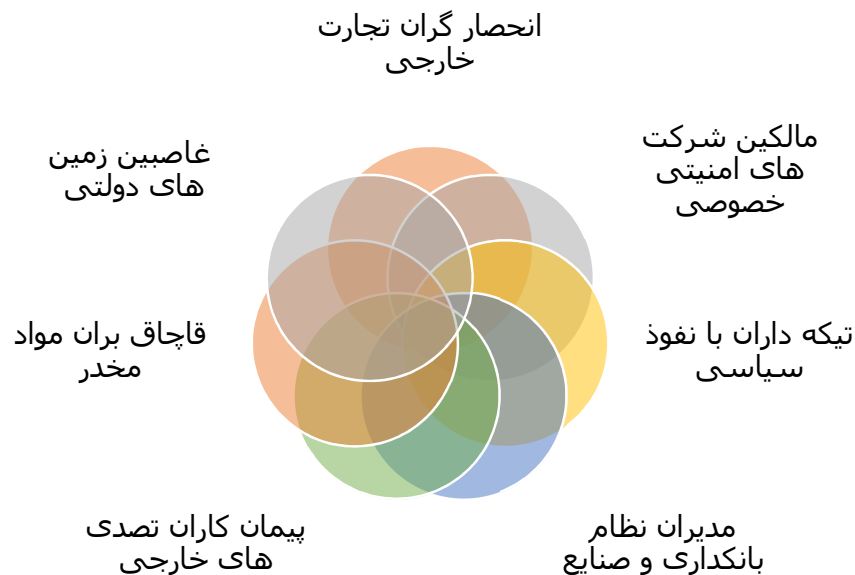 انحصار گران تجارت
خارجی
مالکین شرکت
های امنیتی
خصوصی
تیکه داران با نفوذ
سیاسی
مدیران نظام
بانکداری و صنایع
پیمان کاران تصدی
های خارجی
قاچاق بران مواد
مخدر
غاصبین زمین
های دولتی